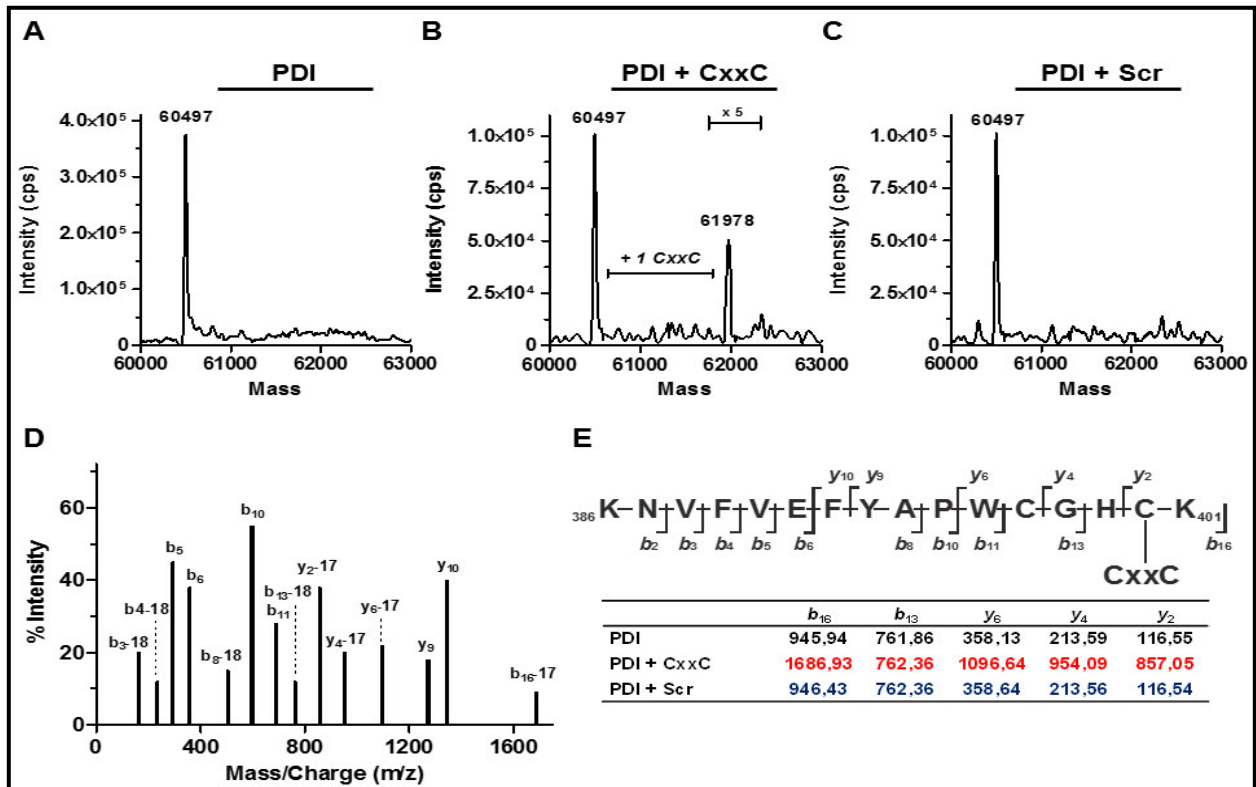 A
PDI
60497
4.0×10⁵
3.0×10⁵
2.0×10⁵
1.0×10⁵
0
Intensity (cps)
60000 61000 62000 63000
Mass
B
PDI + CxxC
60497
x 5
61978
+ 1 CxxC
1.0×10⁵
7.5×10⁴
5.0×10⁴
2.5×10⁴
0
Intensity (cps)
60000 61000 62000 63000
Mass
C
PDI + Scr
60497
1.0×10⁵
7.5×10⁴
5.0×10⁴
2.5×10⁴
0
Intensity (cps)
60000 61000 62000 63000
Mass
D
% Intensity
60
40
20
0
b₃-18
b4-18
b₅
b₆
b₈-18
b₁₀
b₁₁
b₁₃-18
y₂-17
y₄-17
y₆-17
y₉
y₁₀
b₁₆-17
0 400 800 1200 1600
Mass/Charge (m/z)
E
y₁₀ y₉ y₆ y₄ y₂
₃₈₆K-N-V-F-V-E-F-Y-A-P-W-C-G-H-C-K₄₀₁
b₂ b₃ b₄ b₅ b₆ b₈ b₁₀ b₁₁ b₁₃ b₁₆
CxxC
b₁₆ b₁₃ y₆ y₄ y₂
PDI 945,94 761,86 358,13 213,59 116,55
PDI + CxxC 1686,93 762,36 1096,64 954,09 857,05
PDI + Scr 946,43 762,36 358,64 213,56 116,54